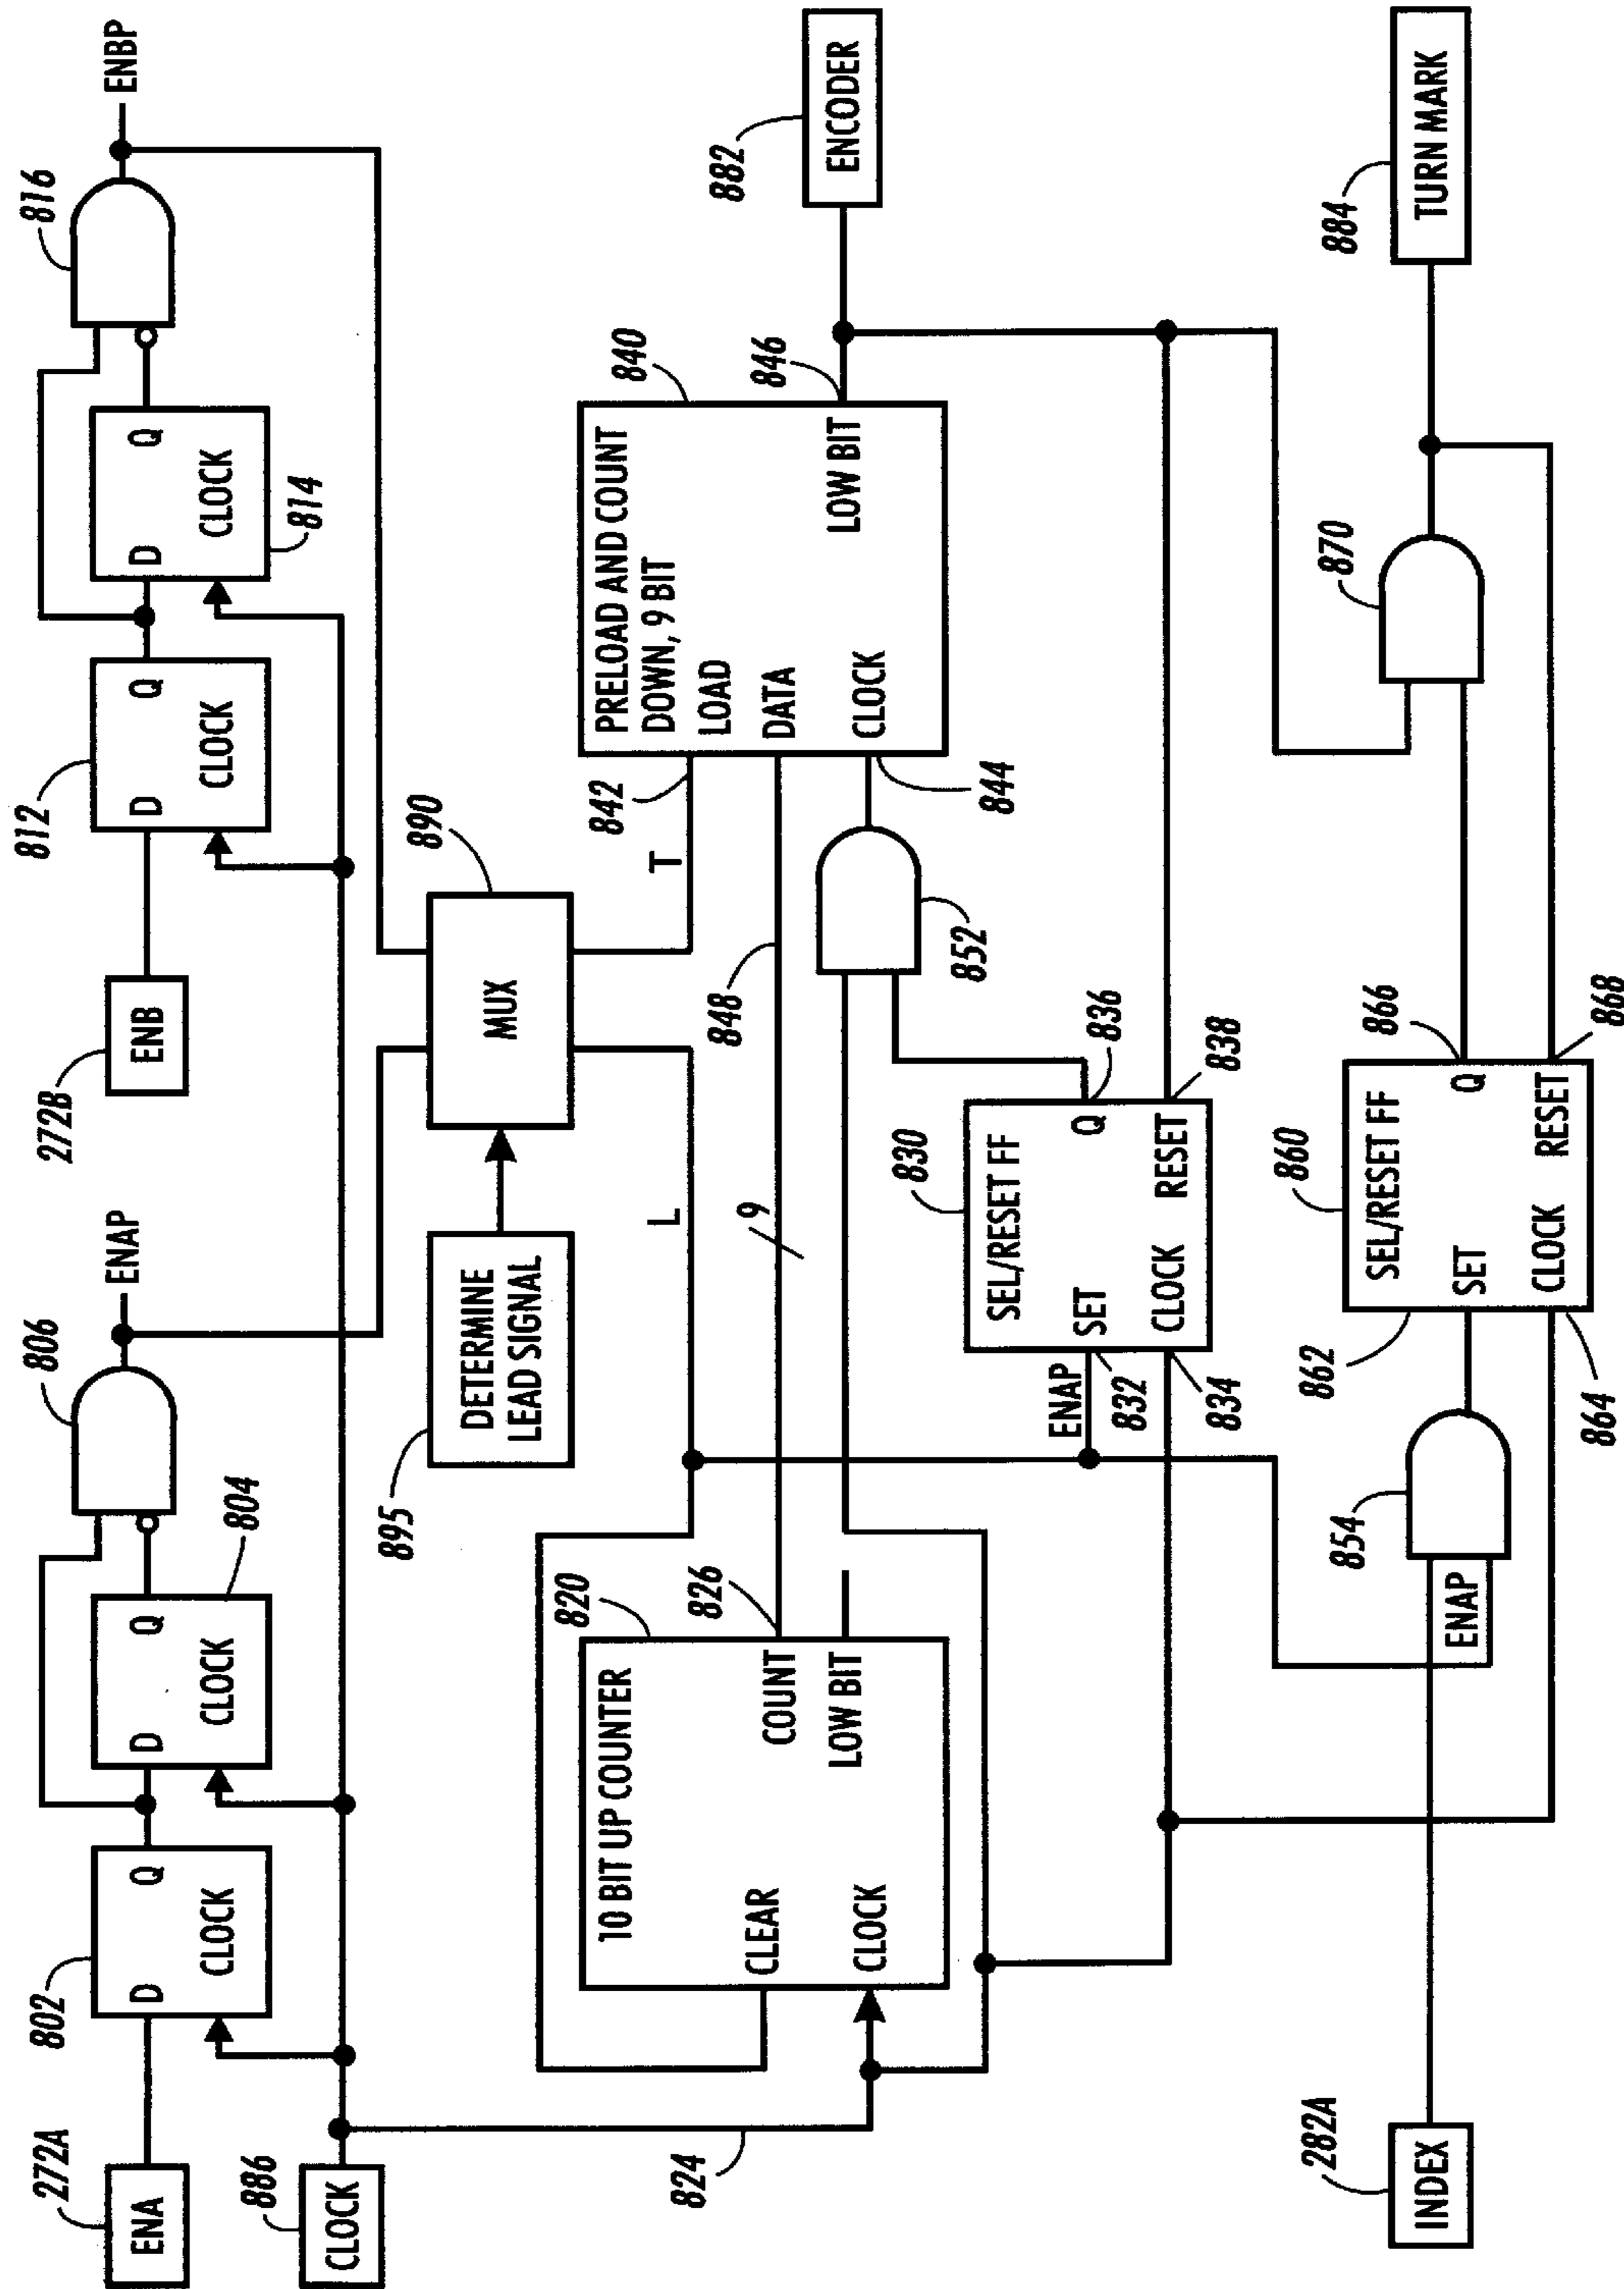 272A
ENA
802
D
Q
CLOCK
D
Q
CLOCK
804
806
ENAP
272B
ENB
812
D
Q
CLOCK
D
Q
CLOCK
814
816
ENBP
886
CLOCK
824
895
DETERMINE
LEAD SIGNAL
890
MUX
L
T
820
10 BIT UP COUNTER
CLEAR
CLOCK
COUNT
LOW BIT
826
9
848
842
840
PRELOAD AND COUNT
DOWN, 9 BIT
LOAD
DATA
CLOCK
LOW BIT
844
846
852
882
ENCODER
830
SEL/RESET FF
ENAP
SET
Q
CLOCK
RESET
832
834
836
838
282A
INDEX
854
ENAP
860
SEL/RESET FF
SET
Q
CLOCK
RESET
862
864
866
868
870
884
TURN MARK